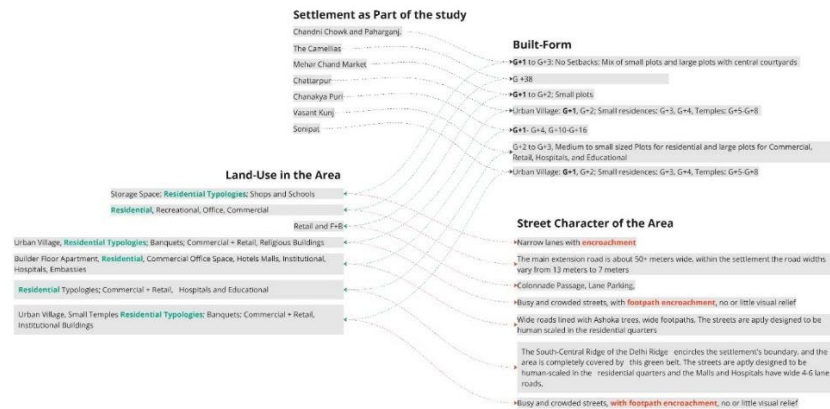 Settlement as Part of the study
Chandni Chowk and Paharganj.
The Camellias
Mehar Chand Market
Chattarpur
Chanakya Puri
Vasant Kunj
Sonipat
Built-Form
G+1 to G+3; No Setbacks; Mix of small plots and large plots with central courtyards
G +38
G+1 to G+2; Small plots
Urban Village: G+1, G+2; Small residences; G+3, G+4, Temples; G+5-G+8
G+1- G+4, G+10-G+16
G+2 to G+3, Medium to small sized Plots for residential and large plots for Commercial,
Retail, Hospitals, and Educational
Urban Village: G+1, G+2; Small residences; G+3, G+4, Temples; G+5-G+8
Land-Use in the Area
Storage Space; Residential Typologies; Shops and Schools
Residential, Recreational, Office, Commercial
Retail and F+B
Urban Village, Residential Typologies; Banquets; Commercial + Retail, Religious Buildings
Builder Floor Apartment, Residential, Commercial Office Space, Hotels Malls, Institutional,
Hospitals, Embassies
Residential Typologies; Commercial + Retail, Hospitals and Educational
Urban Village, Small Temples Residential Typologies; Banquets; Commercial + Retail,
Institutional Buildings
Street Character of the Area
Narrow lanes with encroachment
The main extension road is about 50+ meters wide, within the settlement the road widths
vary from 13 meters to 7 meters
Colonnade Passage, Lane Parking,
Busy and crowded streets, with footpath encroachment, no or little visual relief
Wide roads lined with Ashoka trees, wide footpaths. The streets are aptly designed to be
human scaled in the residential quarters
The South-Central Ridge of the Delhi Ridge encircles the settlement's boundary, and the
area is completely covered by this green belt. The streets are aptly designed to be
human-scaled in the residential quarters and the Malls and Hospitals have wide 4-6 lane
roads.
Busy and crowded streets, with footpath encroachment, no or little visual relief